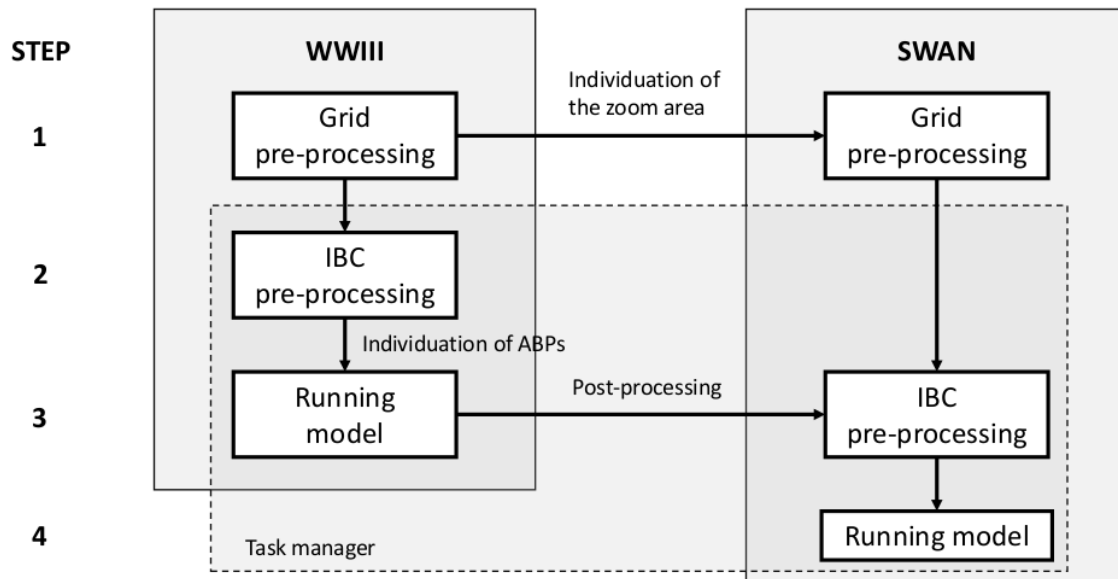 STEP
WWIII
SWAN
Individuation of
the zoom area
1
Grid
pre-processing
Grid
pre-processing
2
IBC
pre-processing
Individuation of ABPs
3
Running
model
Post-processing
IBC
pre-processing
4
Task manager
Running model